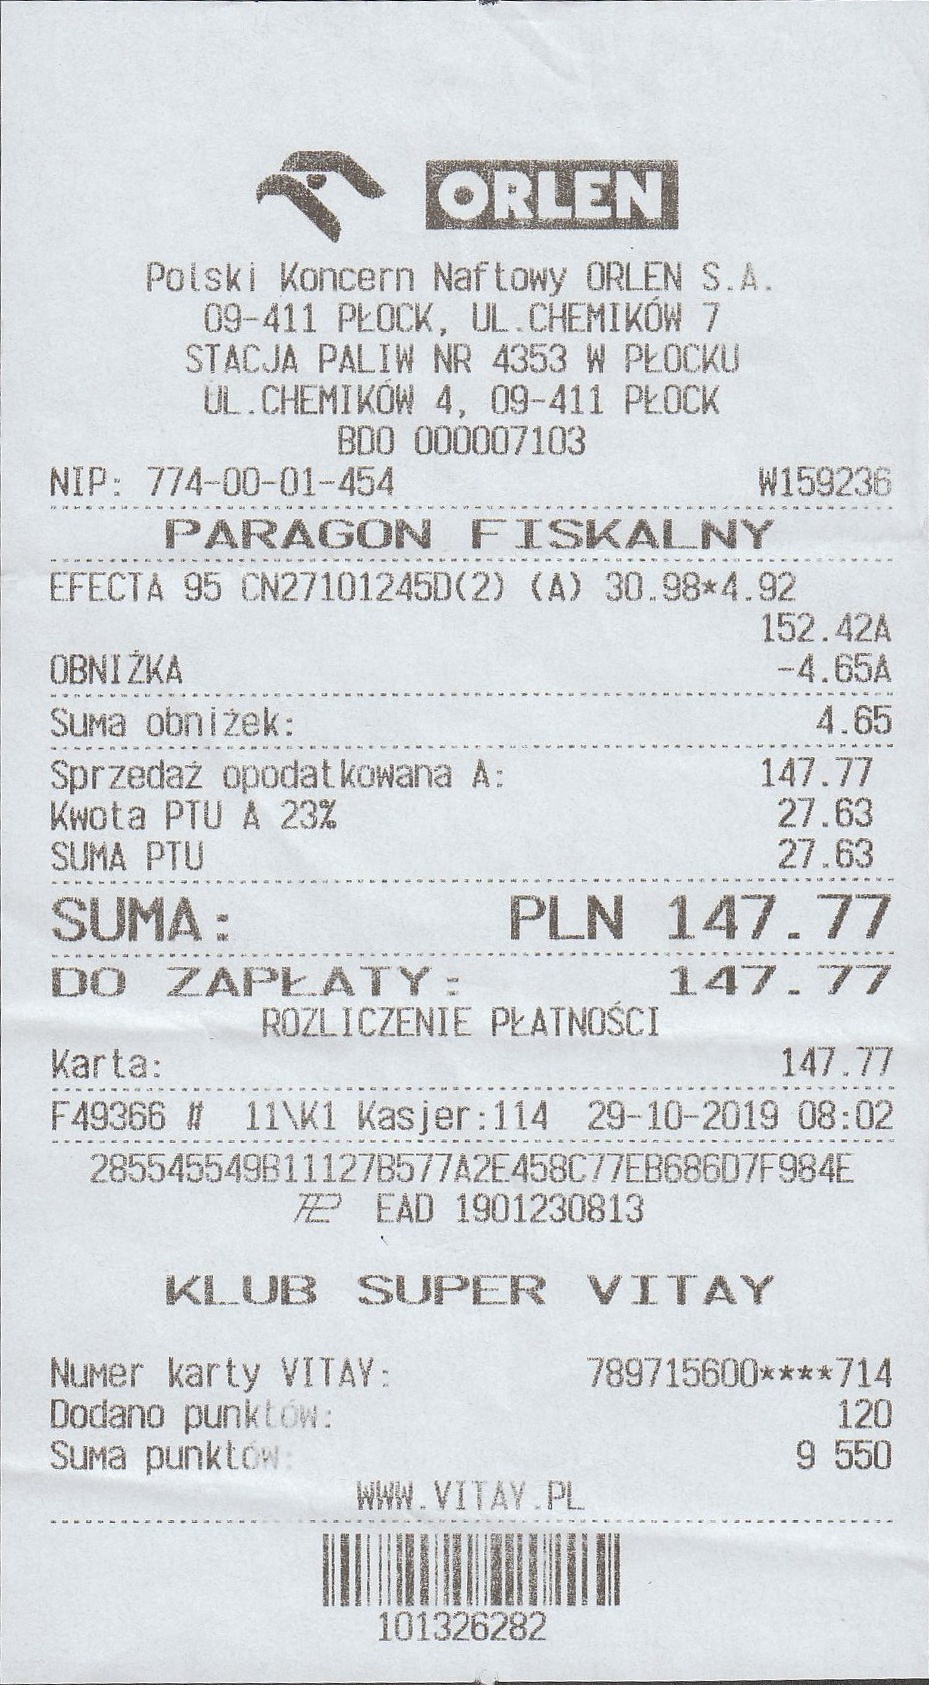 ORLEN
Polski Koncern Naftowy ORLEN S.A.
09-411 PŁOCK, UL.CHEMIKÓW 7
STACJA PALIW NR 4353 W PŁOCKU
UL.CHEMIKÓW 4, 09-411 PŁOCK
BDO 000007103
NIP: 774-00-01-454 W159236
PARAGON FISKALNY
EFECTA 95 CN27101245D(2) (A) 30.98*4.92
152.42A
OBNIŻKA -4.65A
Suma obniżek: 4.65
Sprzedaż opodatkowana A: 147.77
Kwota PTU A 23% 27.63
SUMA PTU 27.63
SUMA: PLN 147.77
DO ZAPŁATY: 147.77
ROZLICZENIE PŁATNOŚCI
Karta: 147.77
F49366 # 11\K1 Kasjer:114 29-10-2019 08:02
285545549B11127B577A2E458C77EB686D7F984E
EAD 1901230813
KLUB SUPER VITAY
Numer karty VITAY: 789715600****714
Dodano punktów: 120
Suma punktów: 9 550
WWW.VITAY.PL
101326282